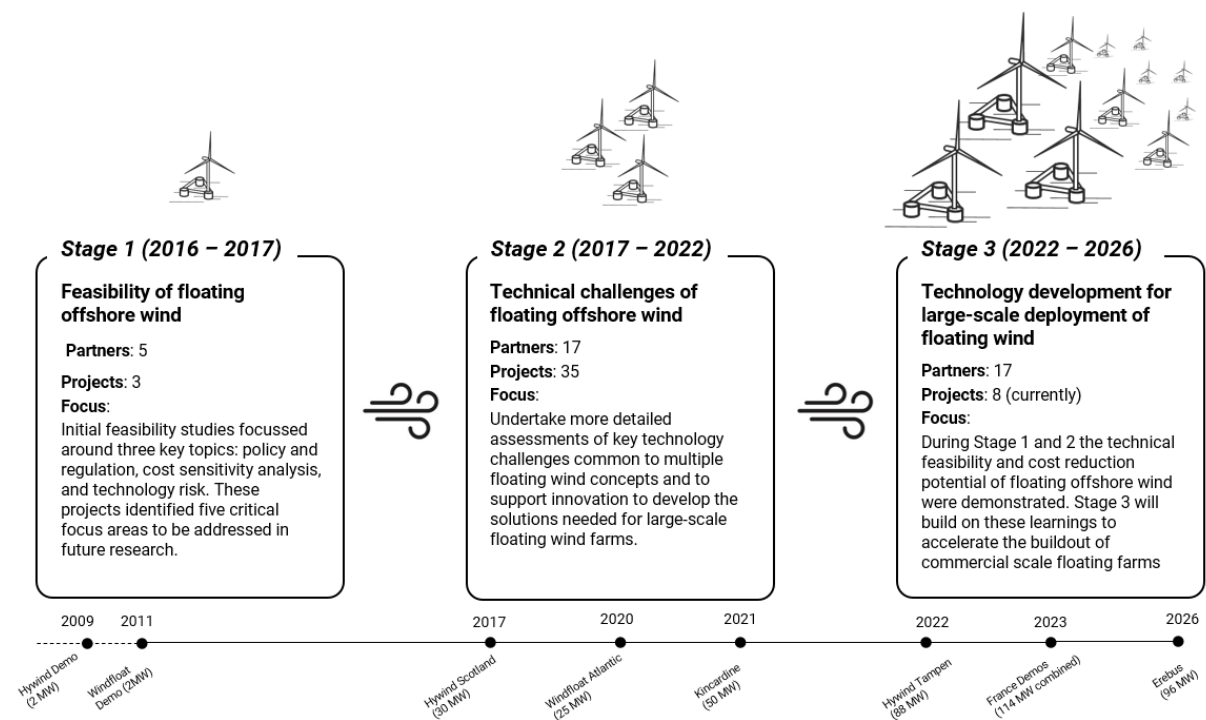 Stage 1 (2016 – 2017)
Feasibility of floating
offshore wind
Partners: 5
Projects: 3
Focus:
Initial feasibility studies focussed
around three key topics: policy and
regulation, cost sensitivity analysis,
and technology risk. These
projects identified five critical
focus areas to be addressed in
future research.
Stage 2 (2017 – 2022)
Technical challenges of
floating offshore wind
Partners: 17
Projects: 35
Focus:
Undertake more detailed
assessments of key technology
challenges common to multiple
floating wind concepts and to
support innovation to develop the
solutions needed for large-scale
floating wind farms.
Stage 3 (2022 – 2026)
Technology development for
large-scale deployment of
floating wind
Partners: 17
Projects: 8 (currently)
Focus:
During Stage 1 and 2 the technical
feasibility and cost reduction
potential of floating offshore wind
were demonstrated. Stage 3 will
build on these learnings to
accelerate the buildout of
commercial scale floating farms
2009
Hywind Demo
(2 MW)
2011
Windfloat
Demo (2MW)
2017
Hywind Scotland
(30 MW)
2020
Windfloat Atlantic
(25 MW)
2021
Kincardine
(50 MW)
2022
Hywind Tampen
(88 MW)
2023
France Demos
(114 MW combined)
2026
Erebus
(96 MW)